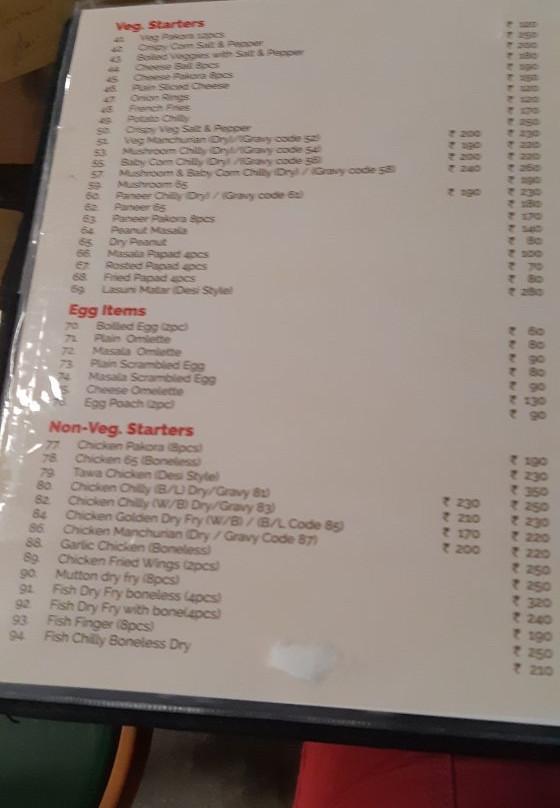 Veg. Starters
41. Veg Pakora 12pcs ₹ 120
42. Crispy Corn Salt & Pepper ₹ 150
43. Boiled Veggies with Salt & Pepper ₹ 200
44. Cheese Ball 8pcs ₹ 180
45. Cheese Pakora 8pcs ₹ 190
46. Plain Sliced Cheese ₹ 150
47. Onion Rings ₹ 120
48. French Fries ₹ 120
49. Potato Chilly ₹ 170
50. Crispy Veg Salt & Pepper ₹ 250
51. Veg Manchurian (Dry)/(Gravy code 52) ₹ 200 ₹ 230
53. Mushroom Chilly (Dry)/(Gravy code 54) ₹ 190 ₹ 220
55. Baby Corn Chilly (Dry) /(Gravy code 56) ₹ 200 ₹ 220
57. Mushroom & Baby Corn Chilly (Dry) / (Gravy code 58) ₹ 240 ₹ 260
59. Mushroom 65 ₹ 190
60. Paneer Chilly (Dry) / (Gravy code 61) ₹ 190 ₹ 230
62. Paneer 65 ₹ 180
63. Paneer Pakora 8pcs ₹ 170
64. Peanut Masala ₹ 140
65. Dry Peanut ₹ 80
66. Masala Papad 4pcs ₹ 100
67. Rosted Papad 4pcs ₹ 70
68. Fried Papad 4pcs ₹ 80
69. Lasuni Matar (Desi Style) ₹ 280
Egg Items
70. Boilled Egg (2pc) ₹ 60
71. Plain Omlette ₹ 80
72. Masala Omlette ₹ 90
73. Plain Scrambled Egg ₹ 80
74. Masala Scrambled Egg ₹ 90
5. Cheese Omelette ₹ 130
Egg Poach (2pc) ₹ 90
Non-Veg. Starters
77. Chicken Pakora (8pcs) ₹ 190
78. Chicken 65 (Boneless) ₹ 230
79. Tawa Chicken (Desi Style) ₹ 350
80. Chicken Chilly (B/L) Dry/Gravy 81) ₹ 230 ₹ 250
82. Chicken Chilly (W/B) Dry/Gravy 83) ₹ 210 ₹ 230
84. Chicken Golden Dry Fry (W/B) / (B/L Code 85) ₹ 170 ₹ 220
86. Chicken Manchurian (Dry / Gravy Code 87) ₹ 200 ₹ 220
88. Garlic Chicken (Boneless) ₹ 250
89. Chicken Fried Wings (2pcs) ₹ 250
90. Mutton dry fry (8pcs) ₹ 320
91. Fish Dry Fry boneless (4pcs) ₹ 240
92. Fish Dry Fry with bone(4pcs) ₹ 190
93. Fish Finger (8pcs) ₹ 250
94. Fish Chilly Boneless Dry ₹ 210